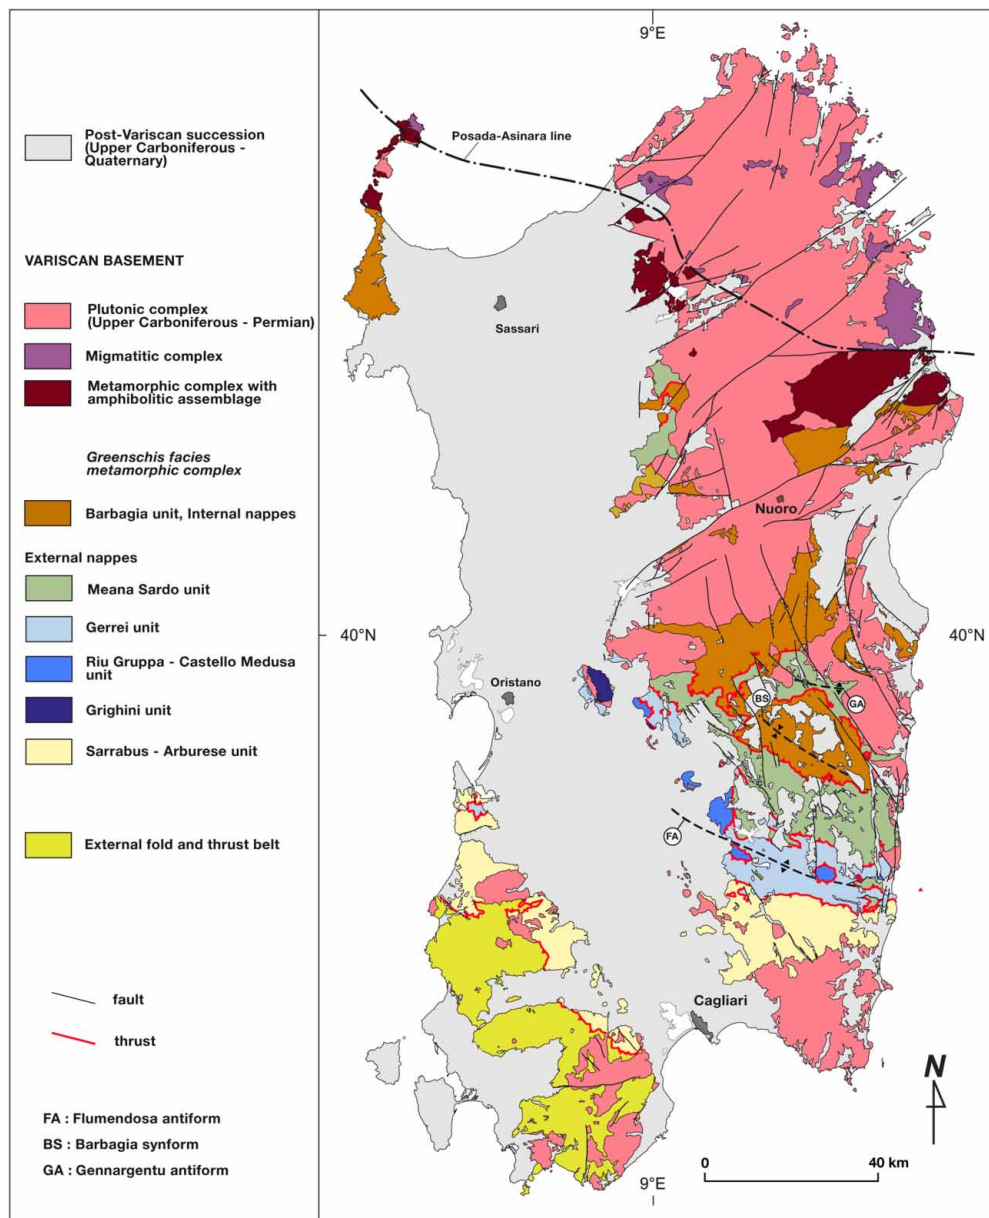 9°E
Post-Variscan succession
(Upper Carboniferous -
Quaternary)
Posada-Asinara line
VARISCAN BASEMENT
Plutonic complex
(Upper Carboniferous - Permian)
Migmatitic complex
Metamorphic complex with
amphibolitic assemblage
Greenschis facies
metamorphic complex
Barbagia unit, Internal nappes
External nappes
Meana Sardo unit
Gerrei unit
Riu Gruppa - Castello Medusa
unit
Grighini unit
Sarrabus - Arburese unit
External fold and thrust belt
fault
thrust
FA : Flumendosa antiform
BS : Barbagia synform
GA : Gennargentu antiform
Sassari
Nuoro
40°N
40°N
Oristano
BS
GA
FA
Cagliari
N
0
40 km
9°E